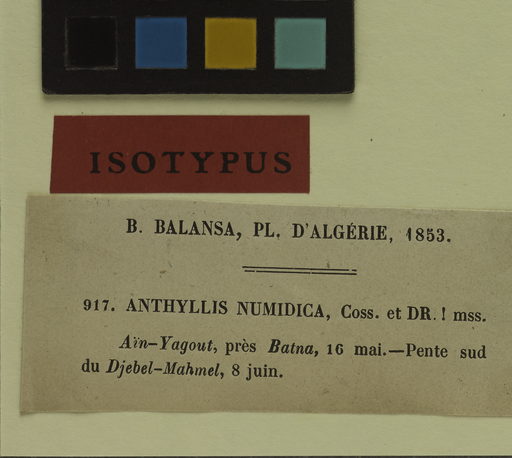 ISOTYPUS
B. BALANSA, PL. D'ALGÉRIE, 1853.
917. ANTHYLLIS NUMIDICA, Coss. et DR. ! mss.
Aïn-Yagout, près Batna, 16 mai.—Pente sud
du Djebel-Mahmel, 8 juin.